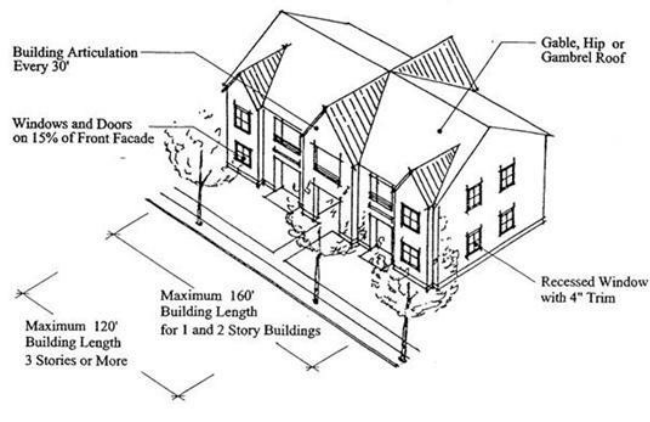 Building Articulation
Every 30'
Gable, Hip or
Gambrel Roof
Windows and Doors
on 15% of Front Facade
Recessed Window
with 4" Trim
Maximum 160'
Building Length
for 1 and 2 Story Buildings
Maximum 120'
Building Length
3 Stories or More